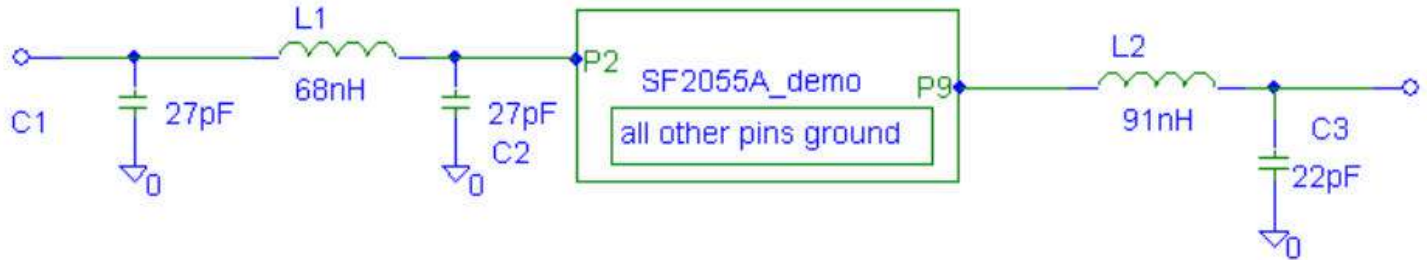 L1
L2
P2
SF2055A_demo
P9
68nH
91nH
C1
27pF
27pF
C2
all other pins ground
C3
22pF
0
0
0